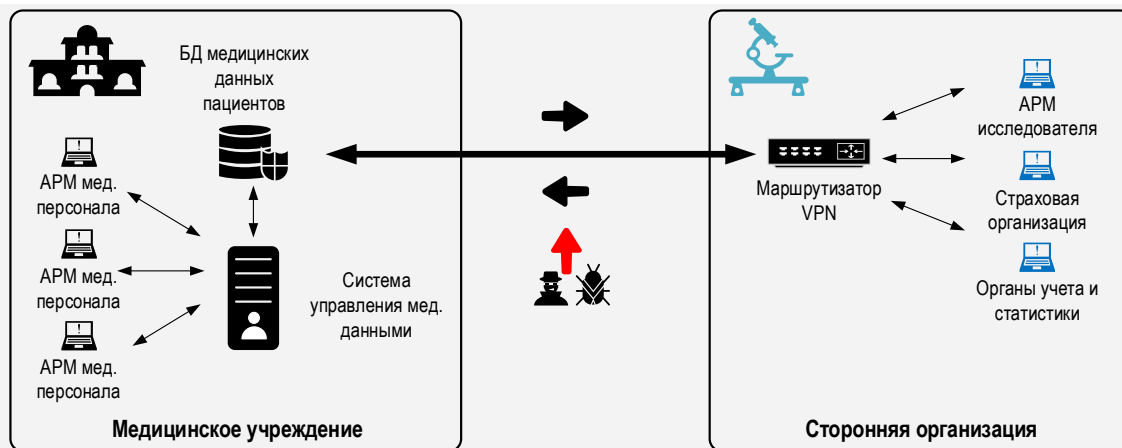 БД медицинских
данных
пациентов
АРМ мед.
персонала
АРМ мед.
персонала
АРМ мед.
персонала
Система
управления мед.
данными
Медицинское учреждение
Маршрутизатор
VPN
АРМ
исследователя
Страховая
организация
Органы учета и
статистики
Сторонняя организация